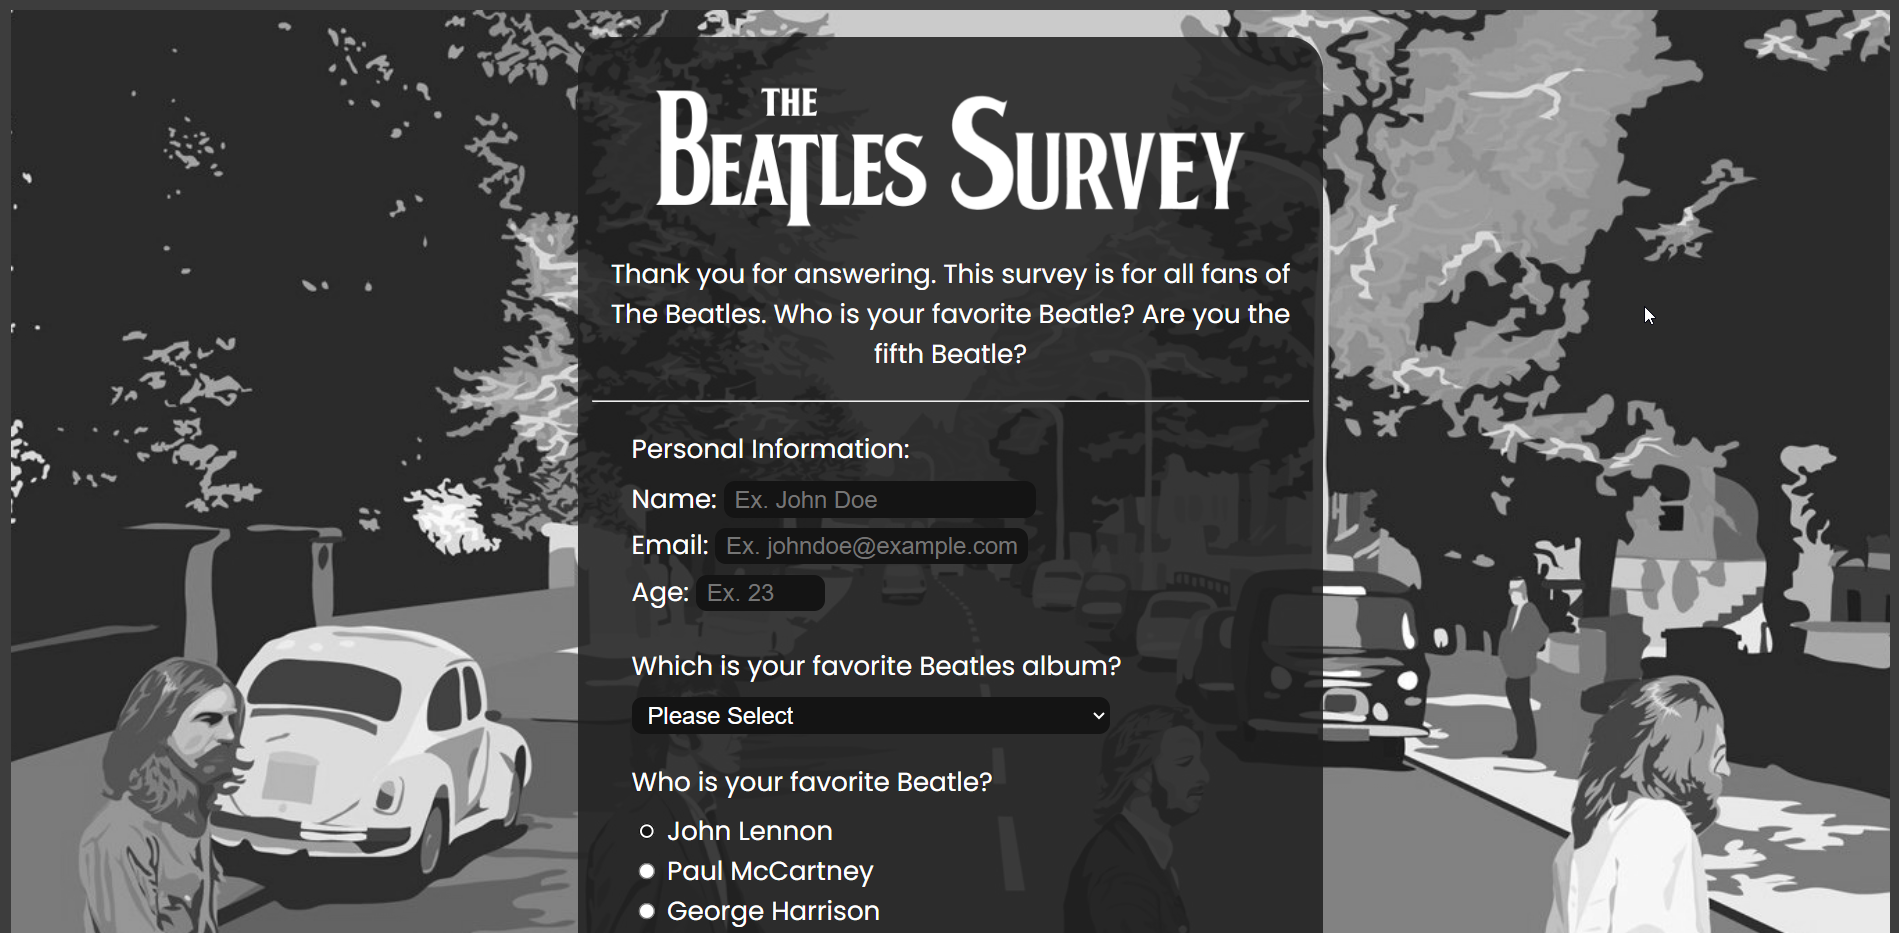 THE
BEATLES SURVEY
Thank you for answering. This survey is for all fans of
The Beatles. Who is your favorite Beatle? Are you the
fifth Beatle?
Personal Information:
Name: Ex. John Doe
Email: Ex. johndoe@example.com
Age: Ex. 23
Which is your favorite Beatles album?
Please Select
Who is your favorite Beatle?
John Lennon
Paul McCartney
George Harrison